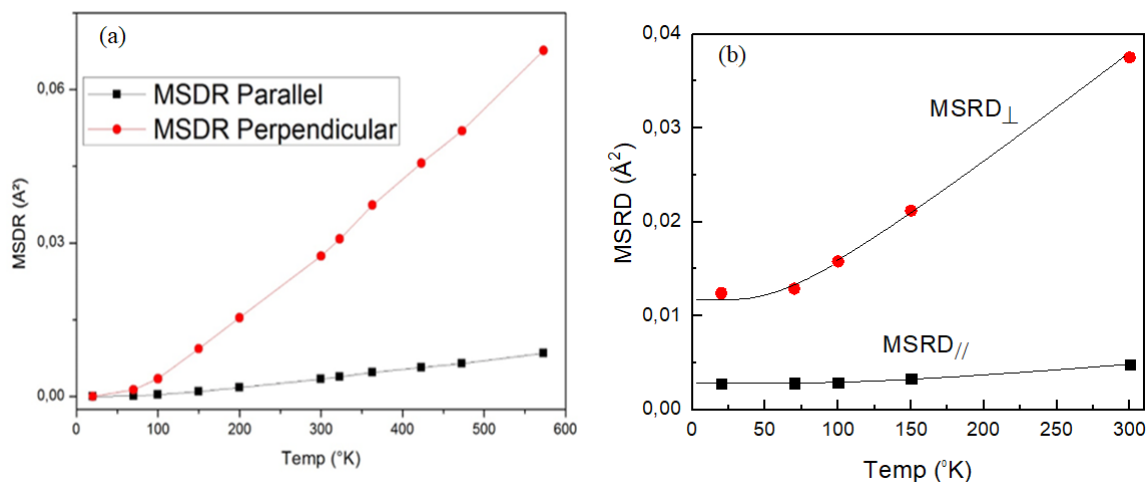 (a)
MSDR Parallel
MSDR Perpendicular
0,06
0,03
0,00
MSDR (A²)
0 100 200 300 400 500 600
Temp (°K)
(b)
MSRD⊥
MSRD//
0,04
0,03
0,02
0,01
0,00
MSRD (Å²)
0 50 100 150 200 250 300
Temp (°K)